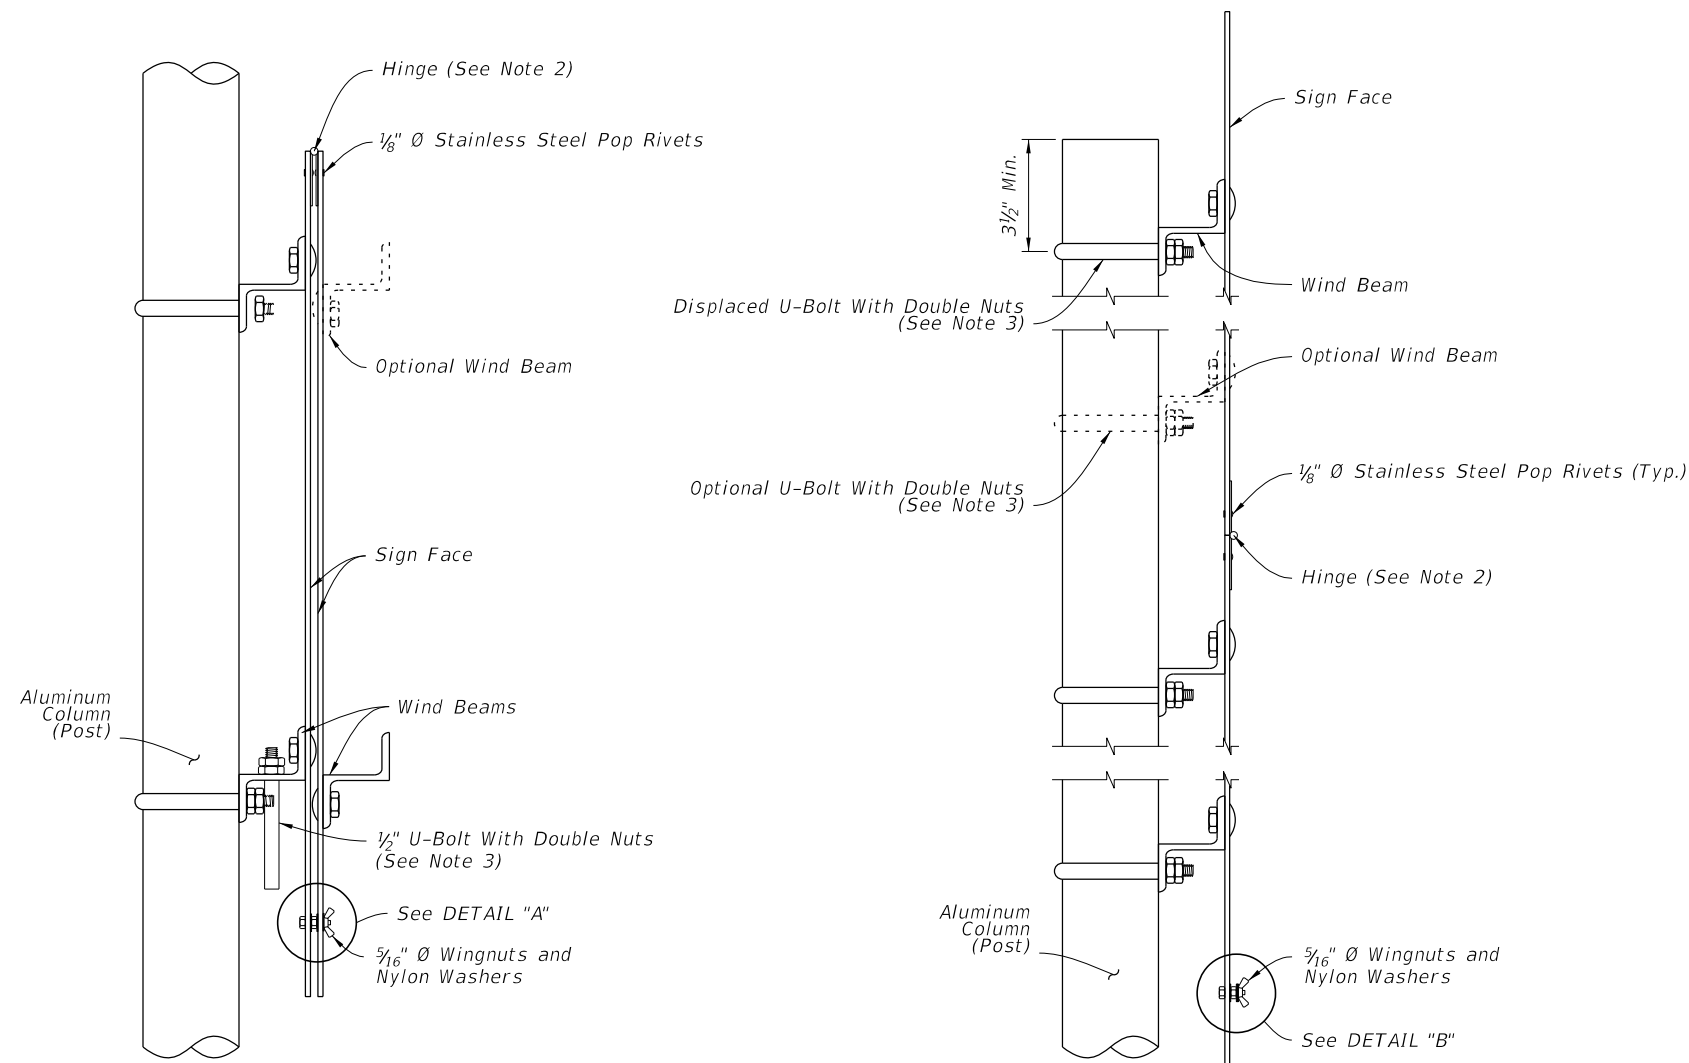 Hinge (See Note 2)
⅛" Ø Stainless Steel Pop Rivets
Optional Wind Beam
Sign Face
Aluminum
Column
(Post)
Wind Beams
½" U-Bolt With Double Nuts
(See Note 3)
See DETAIL "A"
5/16" Ø Wingnuts and
Nylon Washers
Sign Face
3½" Min.
Wind Beam
Displaced U-Bolt With Double Nuts
(See Note 3)
Optional Wind Beam
⅛" Ø Stainless Steel Pop Rivets (Typ.)
Optional U-Bolt With Double Nuts
(See Note 3)
Hinge (See Note 2)
Aluminum
Column
(Post)
5/16" Ø Wingnuts and
Nylon Washers
See DETAIL "B"